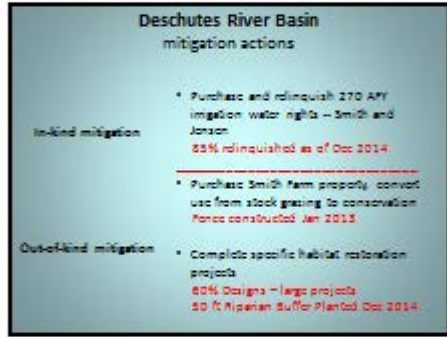 Deschutes River Basin
mitigation actions
In-kind mitigation
• Purchase and relinquish 270 AFY
irrigation water rights – Smith and
Jensen
85% relinquished as of Dec 2014
• Purchase Smith Farm property, convert
use from stock grazing to conservation
Fence constructed Jan 2013
Out-of-kind mitigation
• Complete specific habitat restoration
projects
60% Designs – large projects
50 ft Riparian Buffer Planted Dec 2014